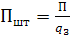 Пшт = П/qз